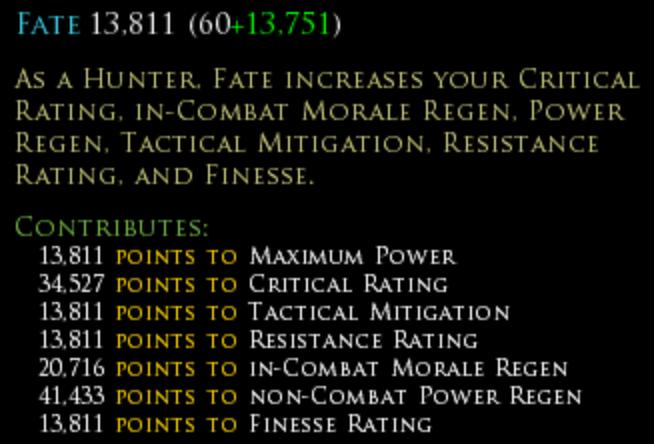 Fate 13,811 (60+13,751)
As a Hunter, Fate increases your Critical
Rating, in-Combat Morale Regen, Power
Regen, Tactical Mitigation, Resistance
Rating, and Finesse.
Contributes:
13,811 points to Maximum Power
34,527 points to Critical Rating
13,811 points to Tactical Mitigation
13,811 points to Resistance Rating
20,716 points to in-Combat Morale Regen
41,433 points to non-Combat Power Regen
13,811 points to Finesse Rating